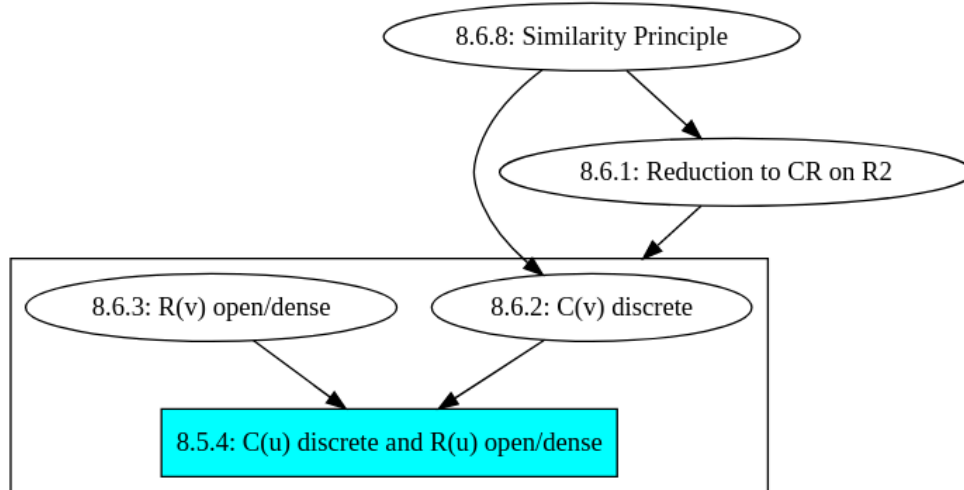 8.6.8: Similarity Principle
8.6.1: Reduction to CR on R2
8.6.3: R(v) open/dense
8.6.2: C(v) discrete
8.5.4: C(u) discrete and R(u) open/dense